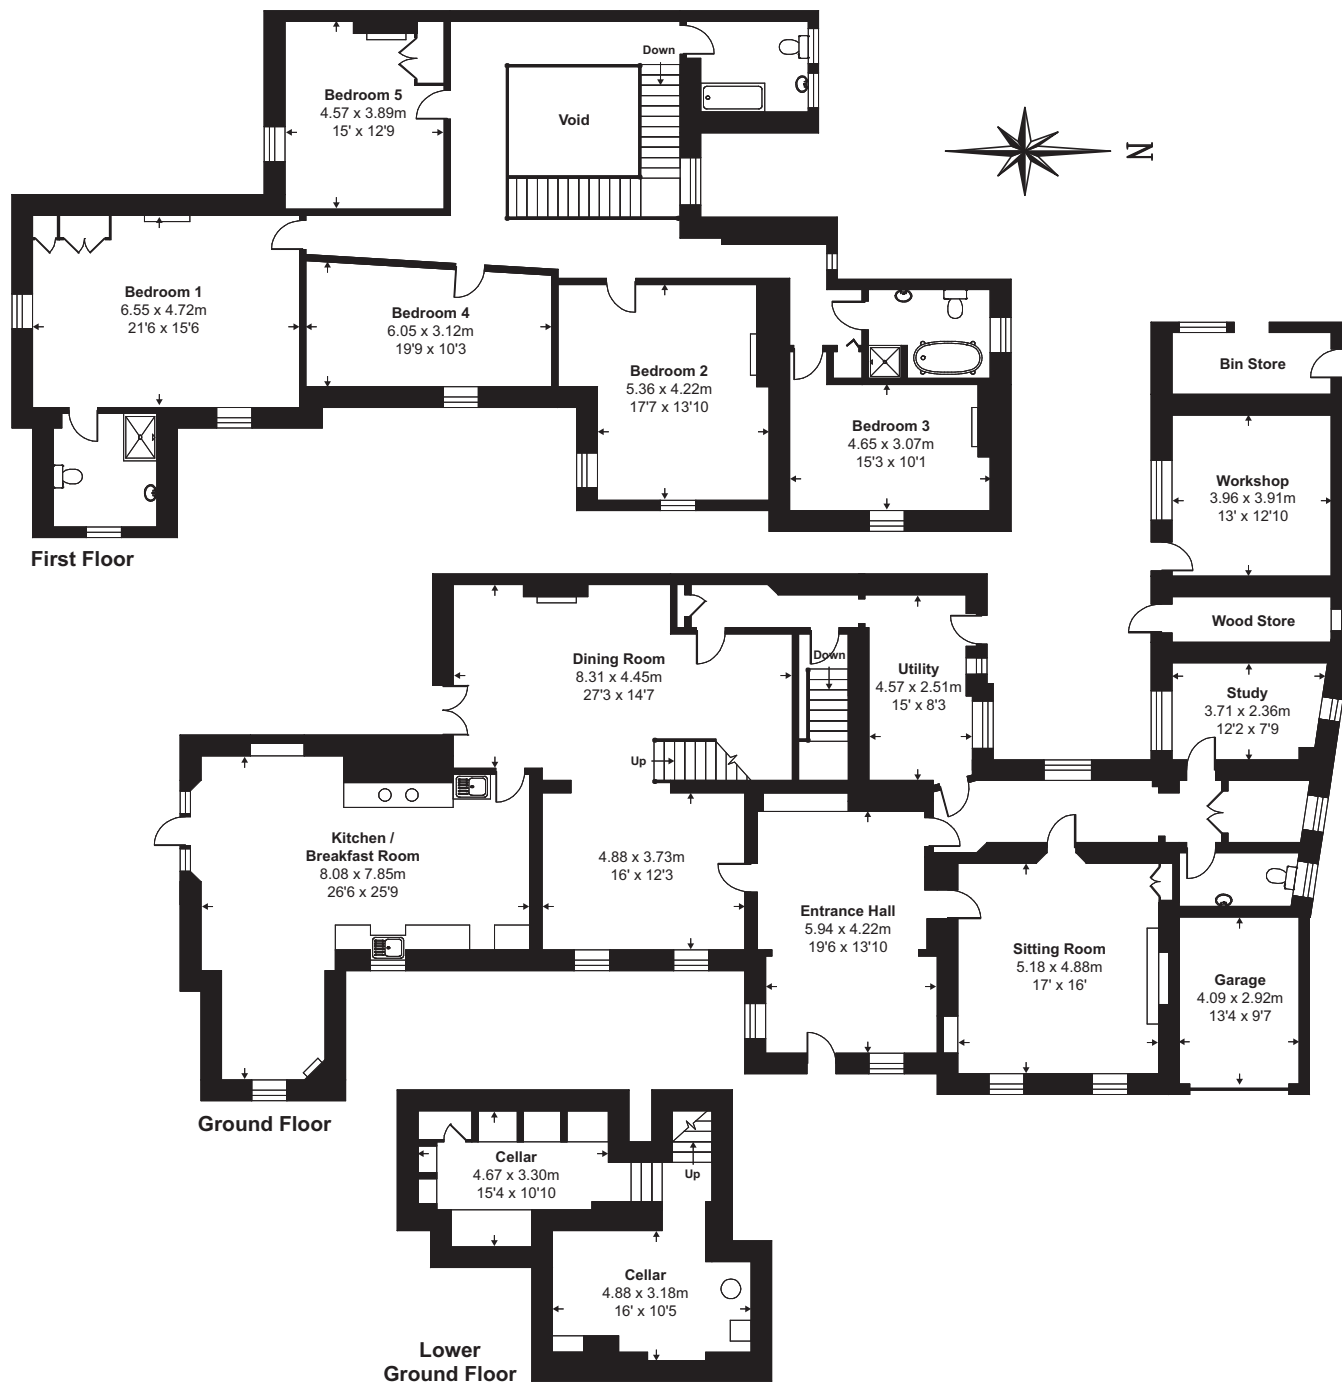 Down
Bedroom 5
4.57 x 3.89m
15' x 12'9
Void
N
Bedroom 1
6.55 x 4.72m
21'6 x 15'6
Bedroom 4
6.05 x 3.12m
19'9 x 10'3
Bedroom 2
5.36 x 4.22m
17'7 x 13'10
Bedroom 3
4.65 x 3.07m
15'3 x 10'1
Bin Store
Workshop
3.96 x 3.91m
13' x 12'10
First Floor
Wood Store
Dining Room
8.31 x 4.45m
27'3 x 14'7
Down
Utility
4.57 x 2.51m
15' x 8'3
Study
3.71 x 2.36m
12'2 x 7'9
Up
Kitchen /
Breakfast Room
8.08 x 7.85m
26'6 x 25'9
4.88 x 3.73m
16' x 12'3
Entrance Hall
5.94 x 4.22m
19'6 x 13'10
Sitting Room
5.18 x 4.88m
17' x 16'
Garage
4.09 x 2.92m
13'4 x 9'7
Ground Floor
Cellar
4.67 x 3.30m
15'4 x 10'10
Up
Cellar
4.88 x 3.18m
16' x 10'5
Lower
Ground Floor